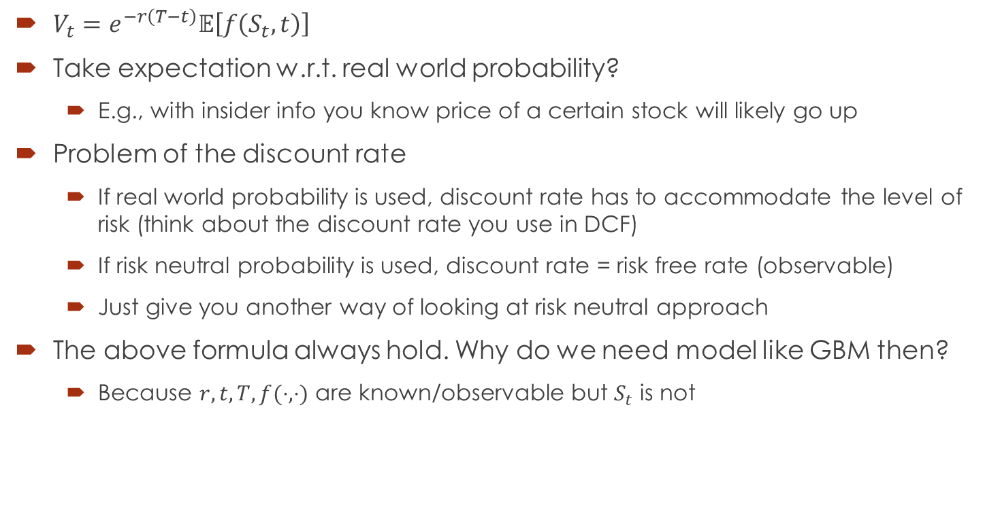 V_t = e^{-r(T-t)}𝔼[f(S_t, t)]
Take expectation w.r.t. real world probability?
E.g., with insider info you know price of a certain stock will likely go up
Problem of the discount rate
If real world probability is used, discount rate has to accommodate the level of
risk (think about the discount rate you use in DCF)
If risk neutral probability is used, discount rate = risk free rate (observable)
Just give you another way of looking at risk neutral approach
The above formula always hold. Why do we need model like GBM then?
Because r, t, T, f(·,·) are known/observable but S_t is not